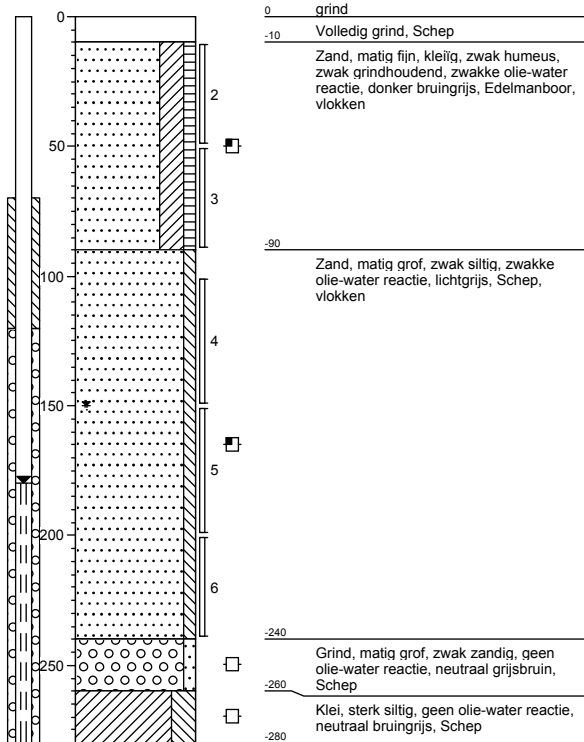 0
50
100
150
200
250
2
3
4
5
6
0
grind
-10
Volledig grind, Schep
Zand, matig fijn, kleiïg, zwak humeus,
zwak grindhoudend, zwakke olie-water
reactie, donker bruingrijs, Edelmanboor,
vlokken
-90
Zand, matig grof, zwak siltig, zwakke
olie-water reactie, lichtgrijs, Schep,
vlokken
-240
Grind, matig grof, zwak zandig, geen
olie-water reactie, neutraal grijsbruin,
Schep
-260
Klei, sterk siltig, geen olie-water reactie,
neutraal bruingrijs, Schep
-280